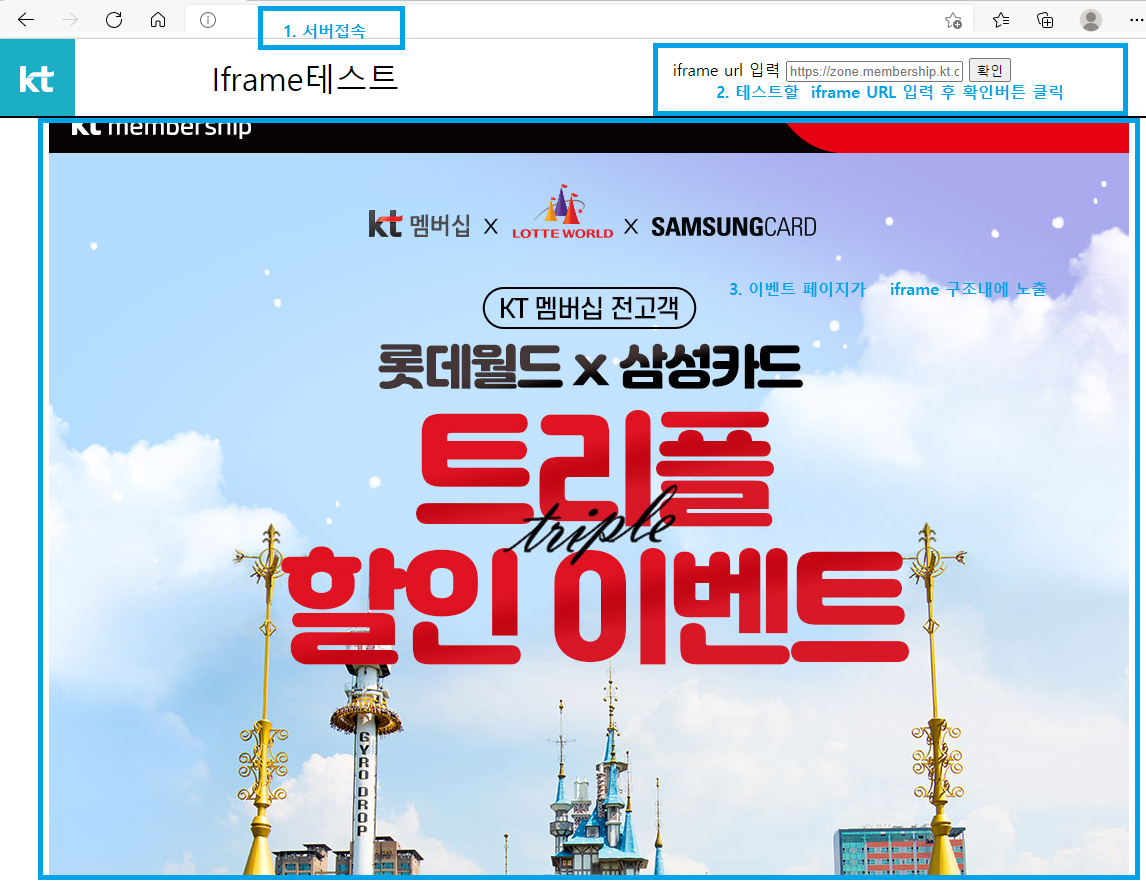 1. 서버접속
kt
Iframe테스트
iframe url 입력 https://zone.membership.kt.c 확인
2. 테스트할 iframe URL 입력 후 확인버튼 클릭
kt membership
kt 멤버십 X LOTTE WORLD X SAMSUNGCARD
3. 이벤트 페이지가 iframe 구조내에 노출
KT 멤버십 전고객
롯데월드 x 삼성카드
트리플
triple
할인 이벤트
GYRO DROP